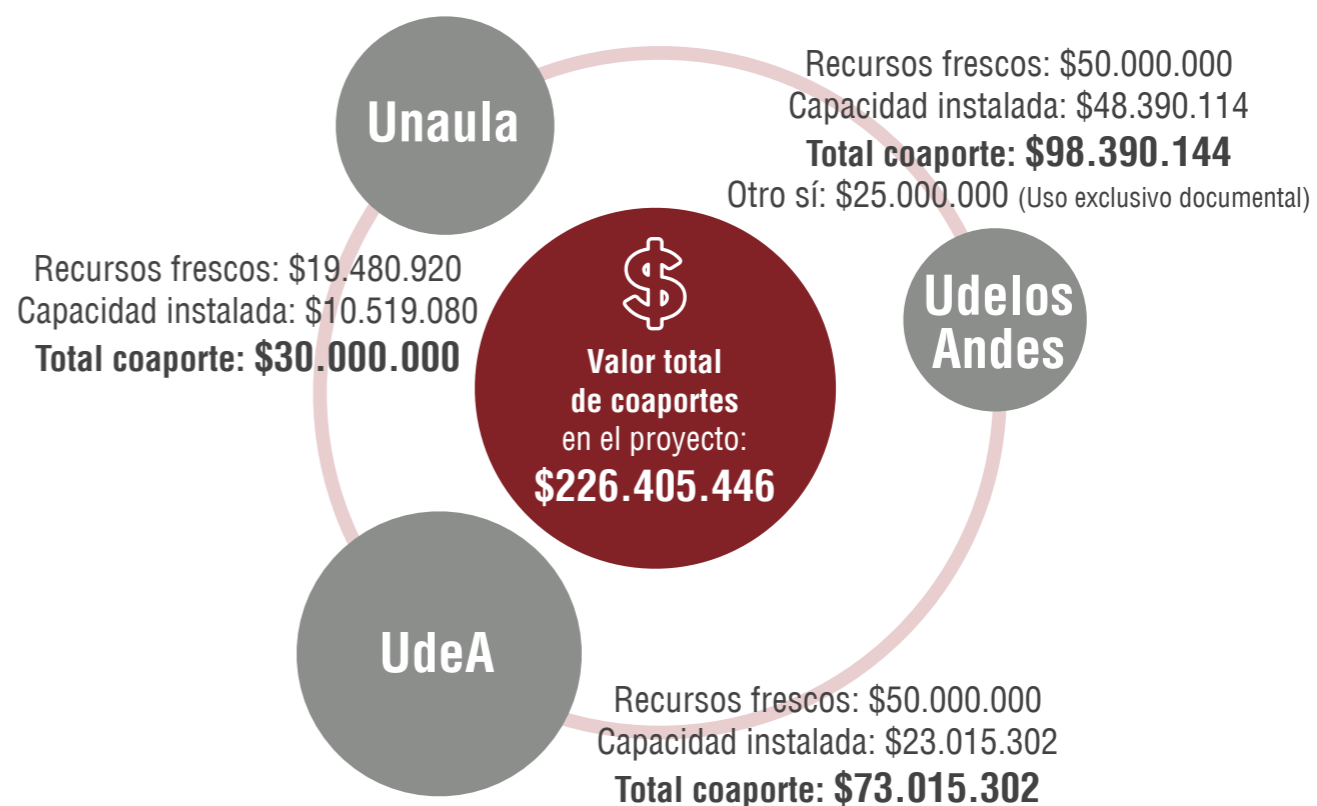 Unaula
Recursos frescos: $19.480.920
Capacidad instalada: $10.519.080
Total coaporte: $30.000.000
Recursos frescos: $50.000.000
Capacidad instalada: $48.390.114
Total coaporte: $98.390.144
Otro sí: $25.000.000 (Uso exclusivo documental)
Udelos
Andes
$
Valor total
de coaportes
en el proyecto:
$226.405.446
UdeA
Recursos frescos: $50.000.000
Capacidad instalada: $23.015.302
Total coaporte: $73.015.302